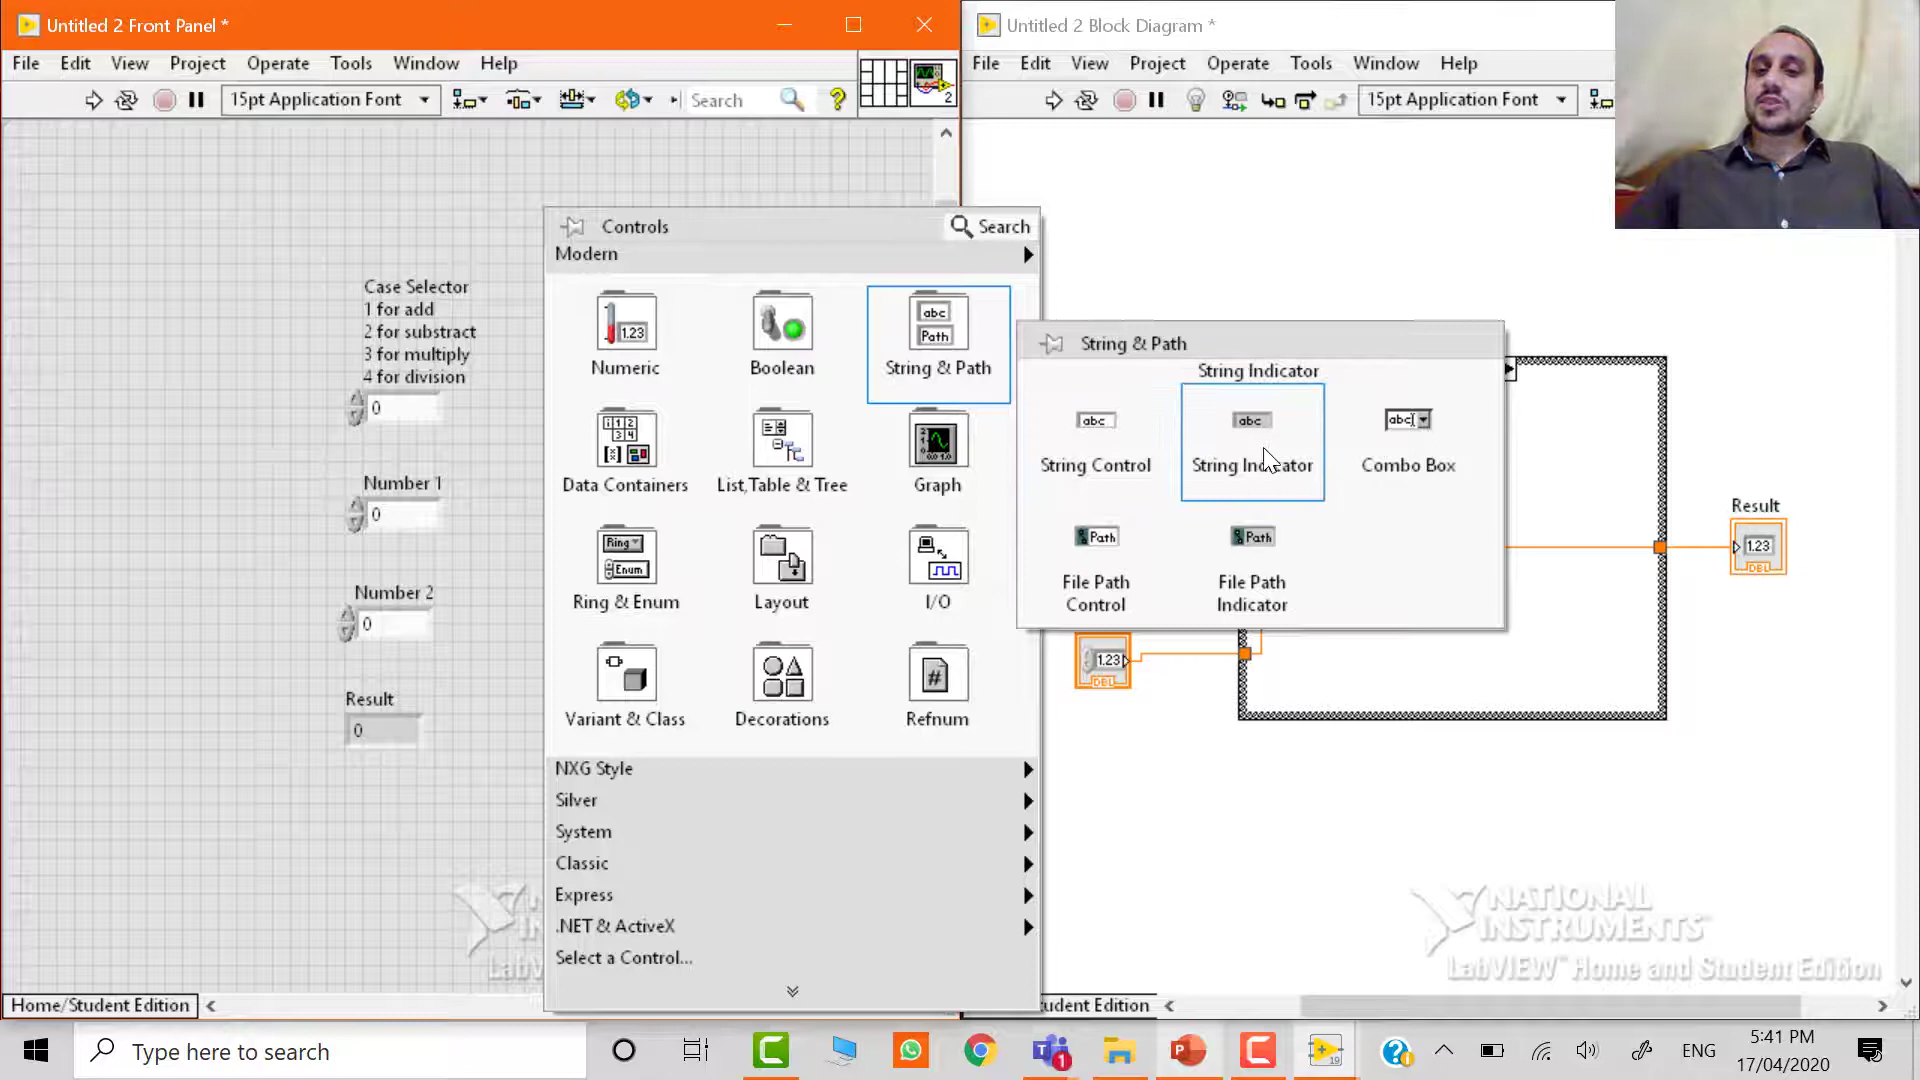 Untitled 2 Front Panel *
File Edit View Project Operate Tools Window Help
15pt Application Font
Search
2
Case Selector
1 for add
2 for substract
3 for multiply
4 for division
0
Number 1
0
Number 2
0
Result
0
Home/Student Edition
Controls
Search
Modern
1.23
Numeric
Boolean
abc
Path
String & Path
Data Containers
List, Table & Tree
Graph
Ring
Enum
Ring & Enum
Layout
I/O
Variant & Class
Decorations
#
Refnum
NXG Style
Silver
System
Classic
Express
.NET & ActiveX
Select a Control...
String & Path
String Indicator
abc
String Control
abc
String Indicator
abc
Combo Box
Path
File Path
Control
Path
File Path
Indicator
Untitled 2 Block Diagram *
File Edit View Project Operate Tools Window Help
15pt Application Font
Result
1.23
DBL
1.23
DBL
NATIONAL
INSTRUMENTS
LabVIEW™ Home and Student Edition
tudent Edition
Type here to search
1
19
ENG
5:41 PM
17/04/2020